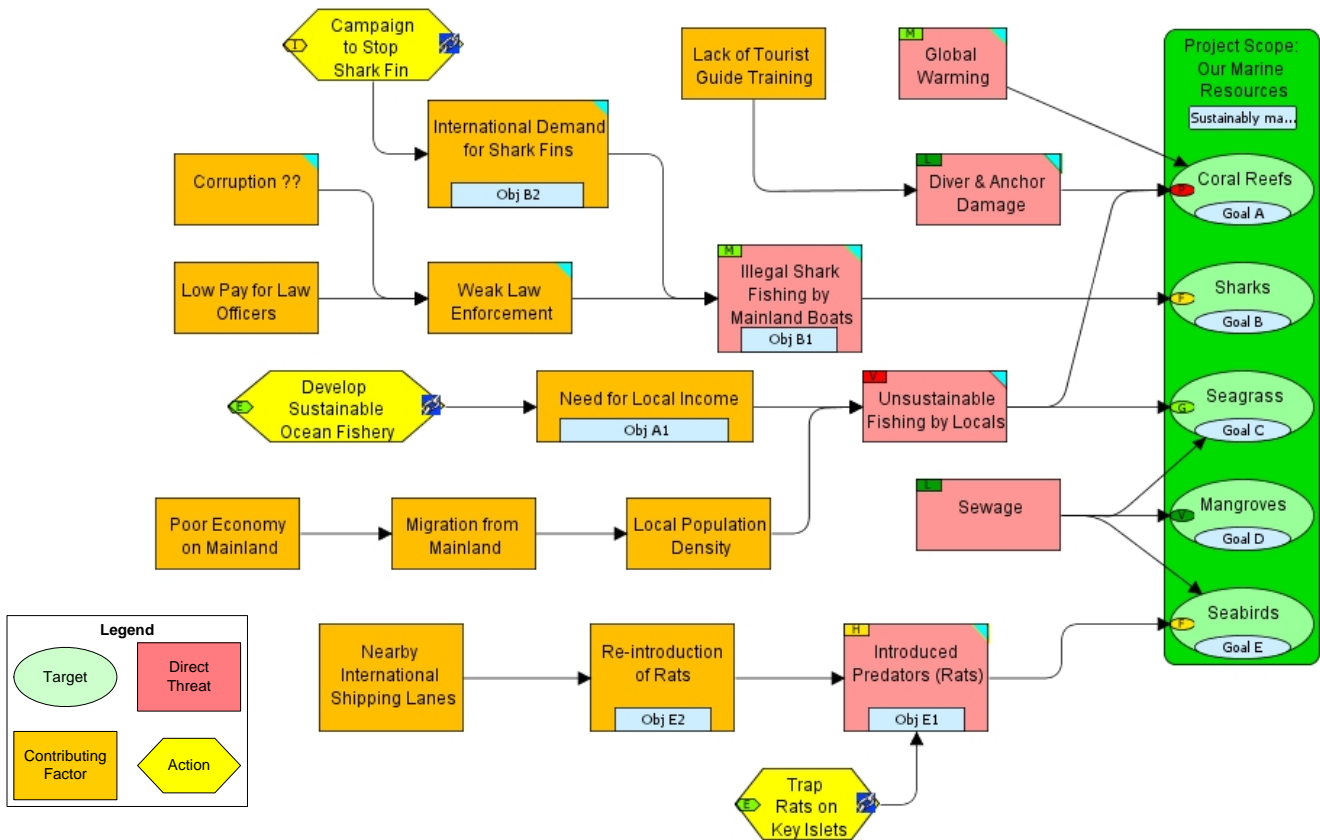 Campaign
to Stop
Shark Fin
I
Lack of Tourist
Guide Training
M
Global
Warming
Project Scope:
Our Marine
Resources
Sustainably ma...
International Demand
for Shark Fins
Obj B2
Corruption ??
L
Diver & Anchor
Damage
Coral Reefs
P
Goal A
Low Pay for Law
Officers
Weak Law
Enforcement
M
Illegal Shark
Fishing by
Mainland Boats
Obj B1
Sharks
F
Goal B
E
Develop
Sustainable
Ocean Fishery
Need for Local Income
Obj A1
V
Unsustainable
Fishing by Locals
Seagrass
G
Goal C
Poor Economy
on Mainland
Migration from
Mainland
Local Population
Density
L
Sewage
Mangroves
V
Goal D
Nearby
International
Shipping Lanes
Re-introduction
of Rats
Obj E2
H
Introduced
Predators (Rats)
Obj E1
Seabirds
F
Goal E
E
Trap
Rats on
Key Islets
Legend
Target
Direct
Threat
Contributing
Factor
Action